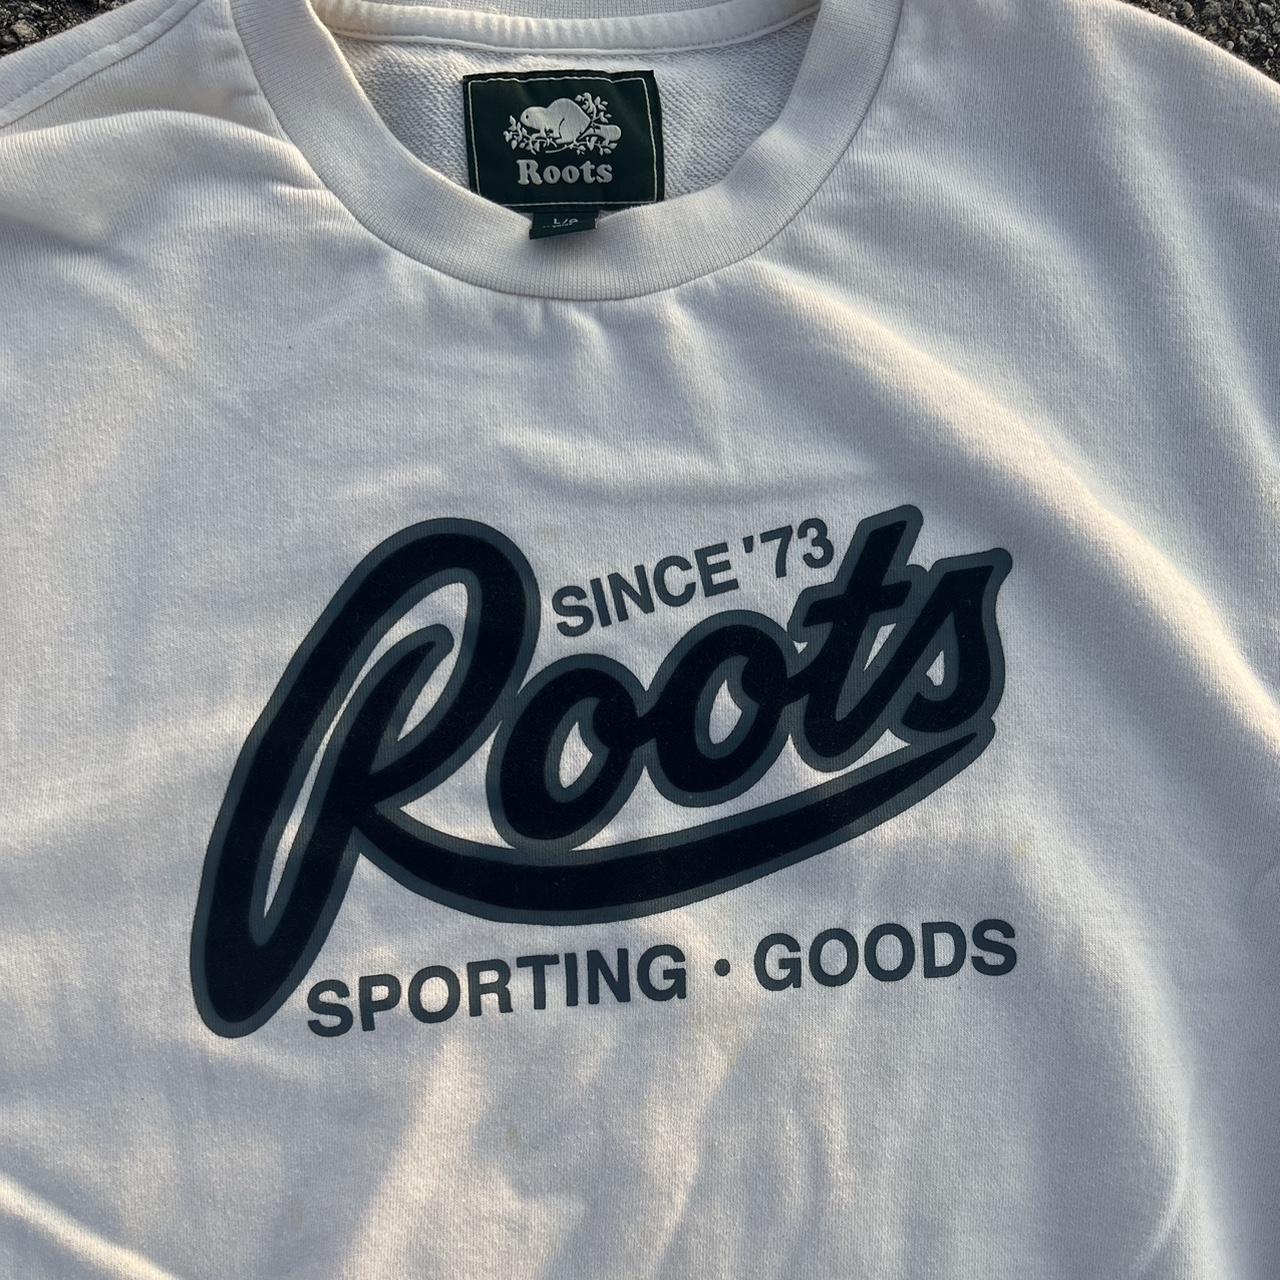 Roots
L/G
SINCE '73
Roots
SPORTING • GOODS